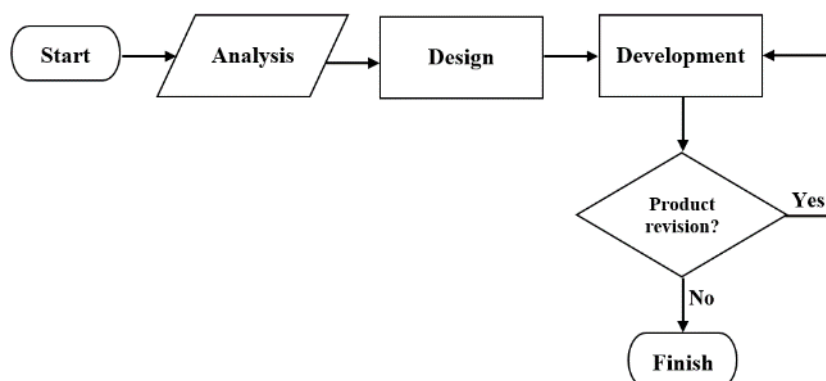 Start
Analysis
Design
Development
Product
revision?
Yes
No
Finish